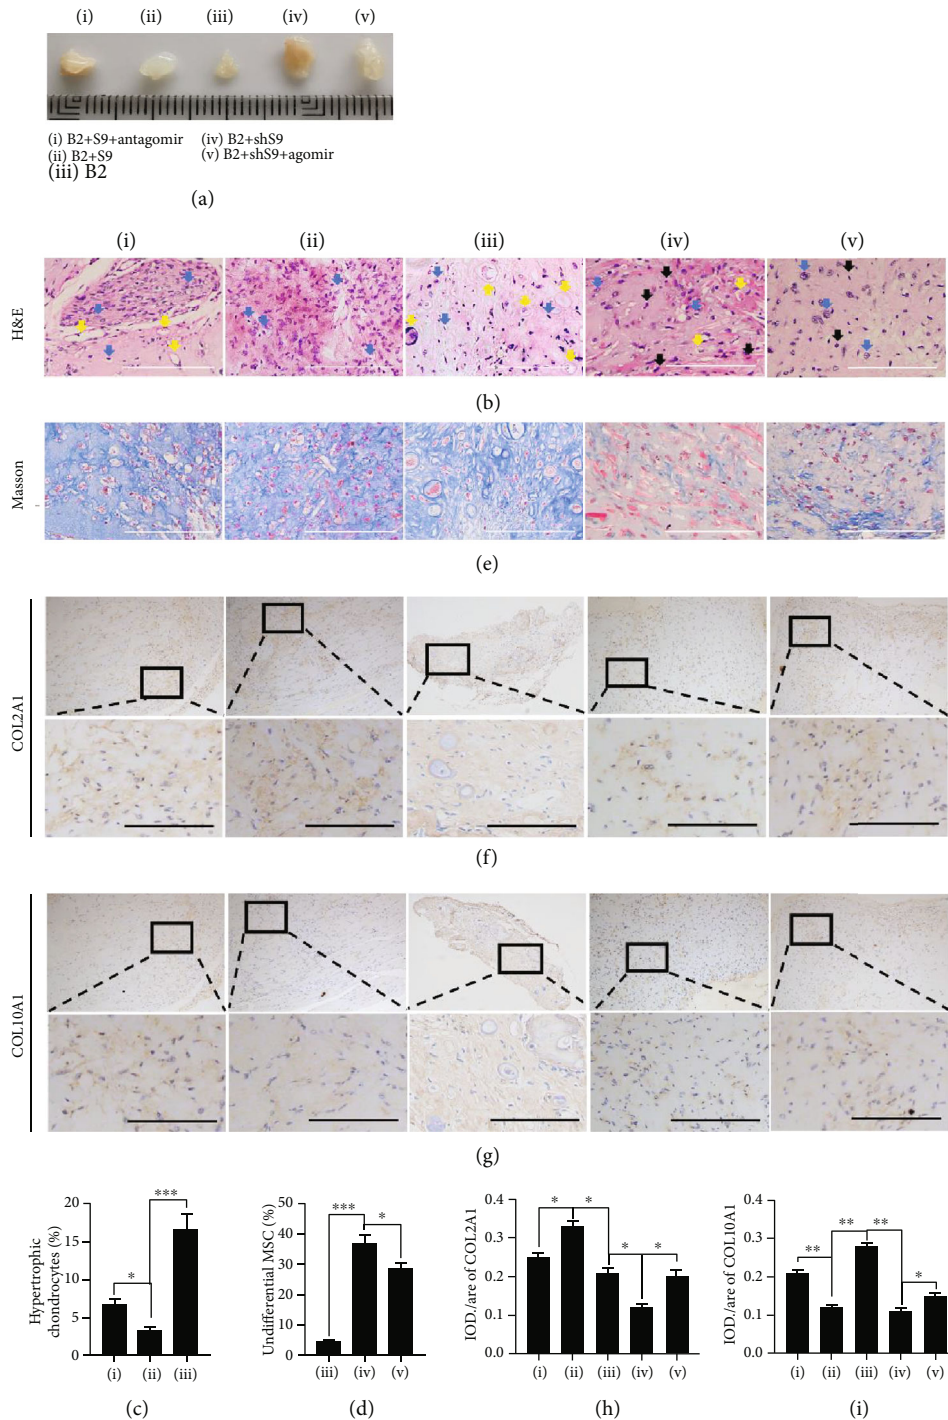 (i) (ii) (iii) (iv) (v)
(i) B2+S9+antagomir (iv) B2+shS9
(ii) B2+S9 (v) B2+shS9+agomir
(iii) B2
(a)
(i) (ii) (iii) (iv) (v)
H&E
(b)
Masson
(e)
COL2A1
(f)
COL10A1
(g)
Hypertrophic
chondrocytes (%)
20
15
10
5
0
*
***
(i) (ii) (iii)
(c)
Undifferential MSC (%)
50
40
30
20
10
0
***
*
(iii) (iv) (v)
(d)
IOD./are of COL2A1
0.4
0.3
0.2
0.1
0.0
* *
* *
(i) (ii) (iii) (iv) (v)
(h)
IOD./are of COL10A1
0.4
0.3
0.2
0.1
0.0
** ** ** *
(i) (ii) (iii) (iv) (v)
(i)